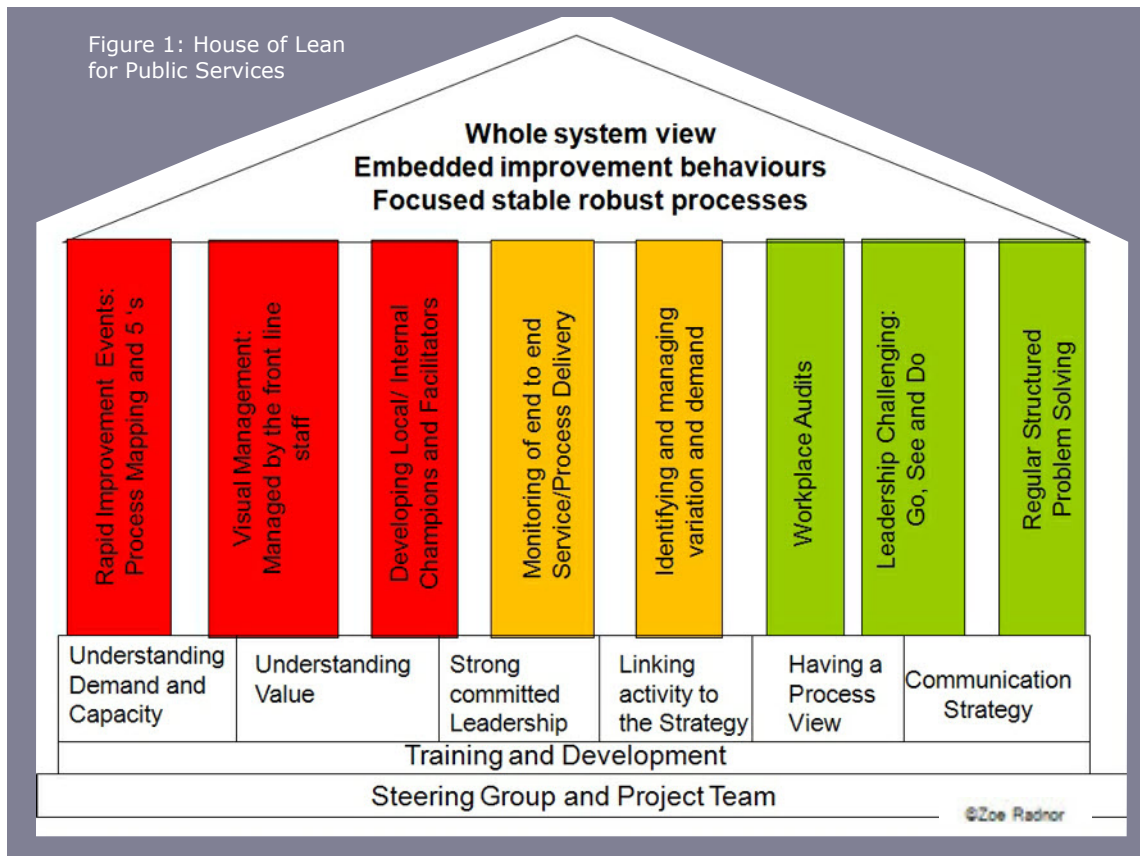 Figure 1: House of Lean
for Public Services
Whole system view
Embedded improvement behaviours
Focused stable robust processes
Rapid Improvement Events:
Process Mapping and 5 's
Visual Management:
Managed by the front line
staff
Developing Local/ Internal
Champions and Facilitators
Monitoring of end to end
Service/Process Delivery
Identifying and managing
variation and demand
Workplace Audits
Leadership Challenging:
Go, See and Do
Regular Structured
Problem Solving
Understanding
Demand and
Capacity
Understanding
Value
Strong
committed
Leadership
Linking
activity to
the Strategy
Having a
Process
View
Communication
Strategy
Training and Development
Steering Group and Project Team
©Zoe Radnor